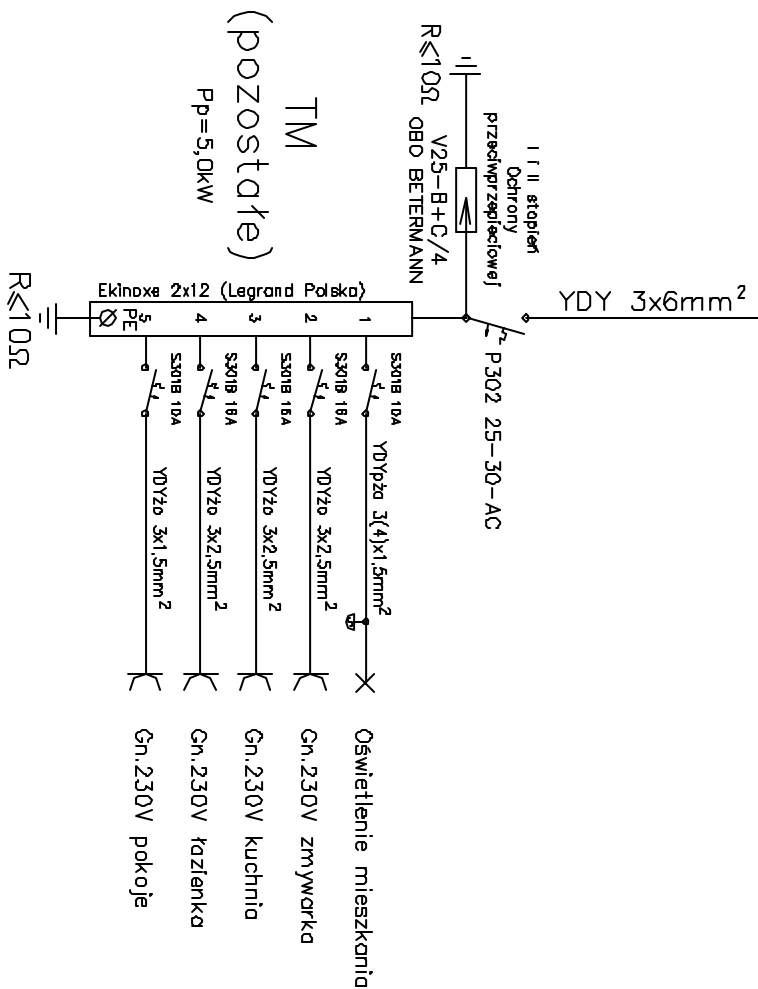 TM
(pozostałe)
Pp=5,0kW
R≤10Ω
V25-B+C/4
OBO BETERMANN
I i II stopień
Ochrony
przeciwprzepięciowej
YDY 3x6mm²
P302 25-30-AC
Ekinoxe 2x12 (Legrand Polska)
PE 5 4 3 2 1
R≤10Ω
S301B 10A
YDYpżo 3(4)x1,5mm²
Oświetlenie mieszkania
S301B 16A
YDYżo 3x2,5mm²
Gn.230V zmywarka
S301B 16A
YDYżo 3x2,5mm²
Gn.230V kuchnia
S301B 16A
YDYżo 3x2,5mm²
Gn.230V łazienka
S301B 10A
YDYżo 3x1,5mm²
Gn.230V pokoje